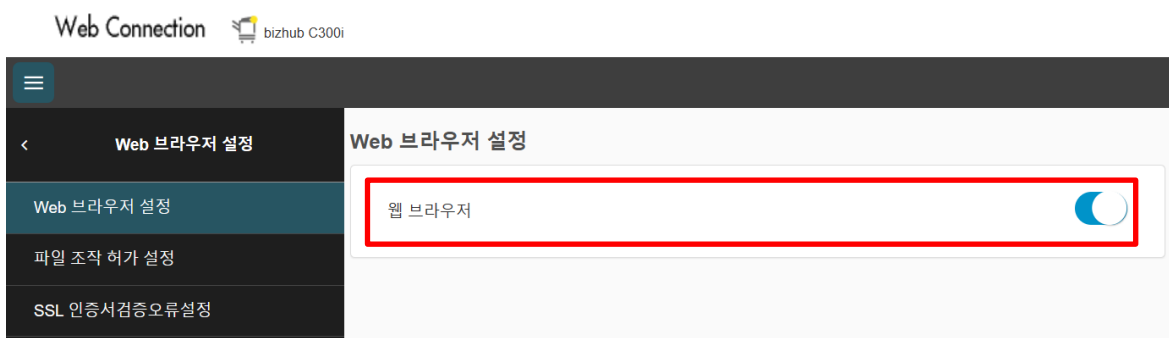 Web Connection
bizhub C300i
Web 브라우저 설정
Web 브라우저 설정
웹 브라우저
Web 브라우저 설정
파일 조작 허가 설정
SSL 인증서검증오류설정